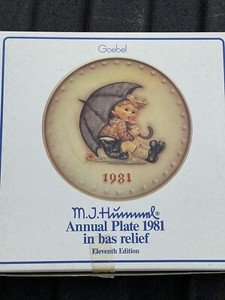 Goebel
1981
M.J.Hummel®
Annual Plate 1981
in bas relief
Eleventh Edition